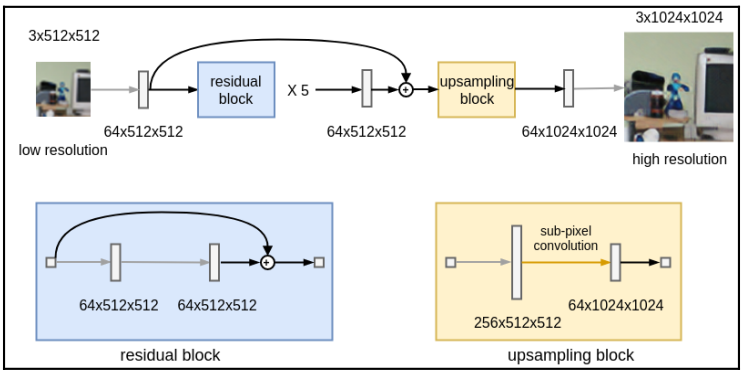 3x512x512
3x1024x1024
residual
block
X 5
upsampling
block
64x512x512
64x512x512
64x1024x1024
low resolution
high resolution
sub-pixel
convolution
64x512x512
64x512x512
64x1024x1024
256x512x512
residual block
upsampling block